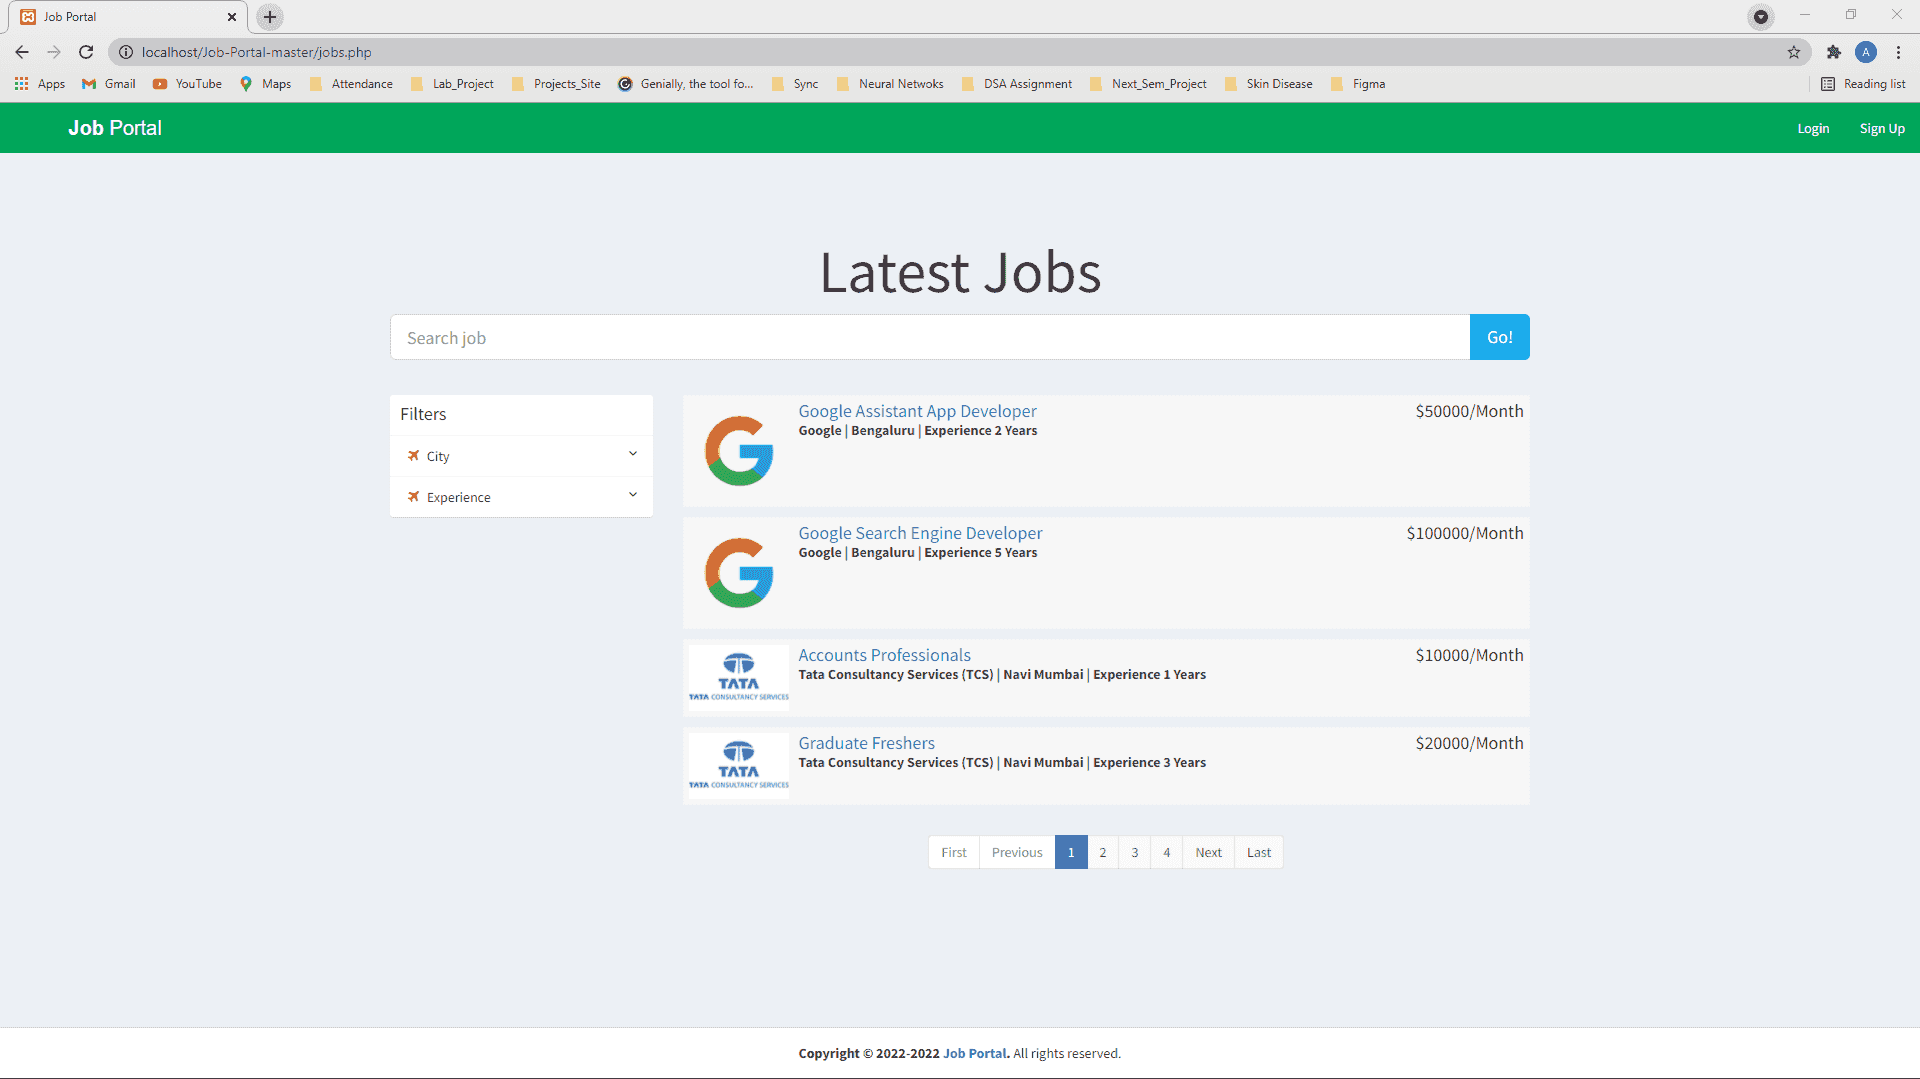 Job Portal
localhost/Job-Portal-master/jobs.php
A
Apps Gmail YouTube Maps Attendance Lab_Project Projects_Site Genially, the tool fo... Sync Neural Netwoks DSA Assignment Next_Sem_Project Skin Disease Figma Reading list
Job Portal Login Sign Up
Latest Jobs
Search job Go!
Filters
City
Experience
Google Assistant App Developer $50000/Month
Google | Bengaluru | Experience 2 Years
Google Search Engine Developer $100000/Month
Google | Bengaluru | Experience 5 Years
Accounts Professionals $10000/Month
Tata Consultancy Services (TCS) | Navi Mumbai | Experience 1 Years
TATA
TATA CONSULTANCY SERVICES
Graduate Freshers $20000/Month
Tata Consultancy Services (TCS) | Navi Mumbai | Experience 3 Years
TATA
TATA CONSULTANCY SERVICES
First Previous 1 2 3 4 Next Last
Copyright © 2022-2022 Job Portal. All rights reserved.